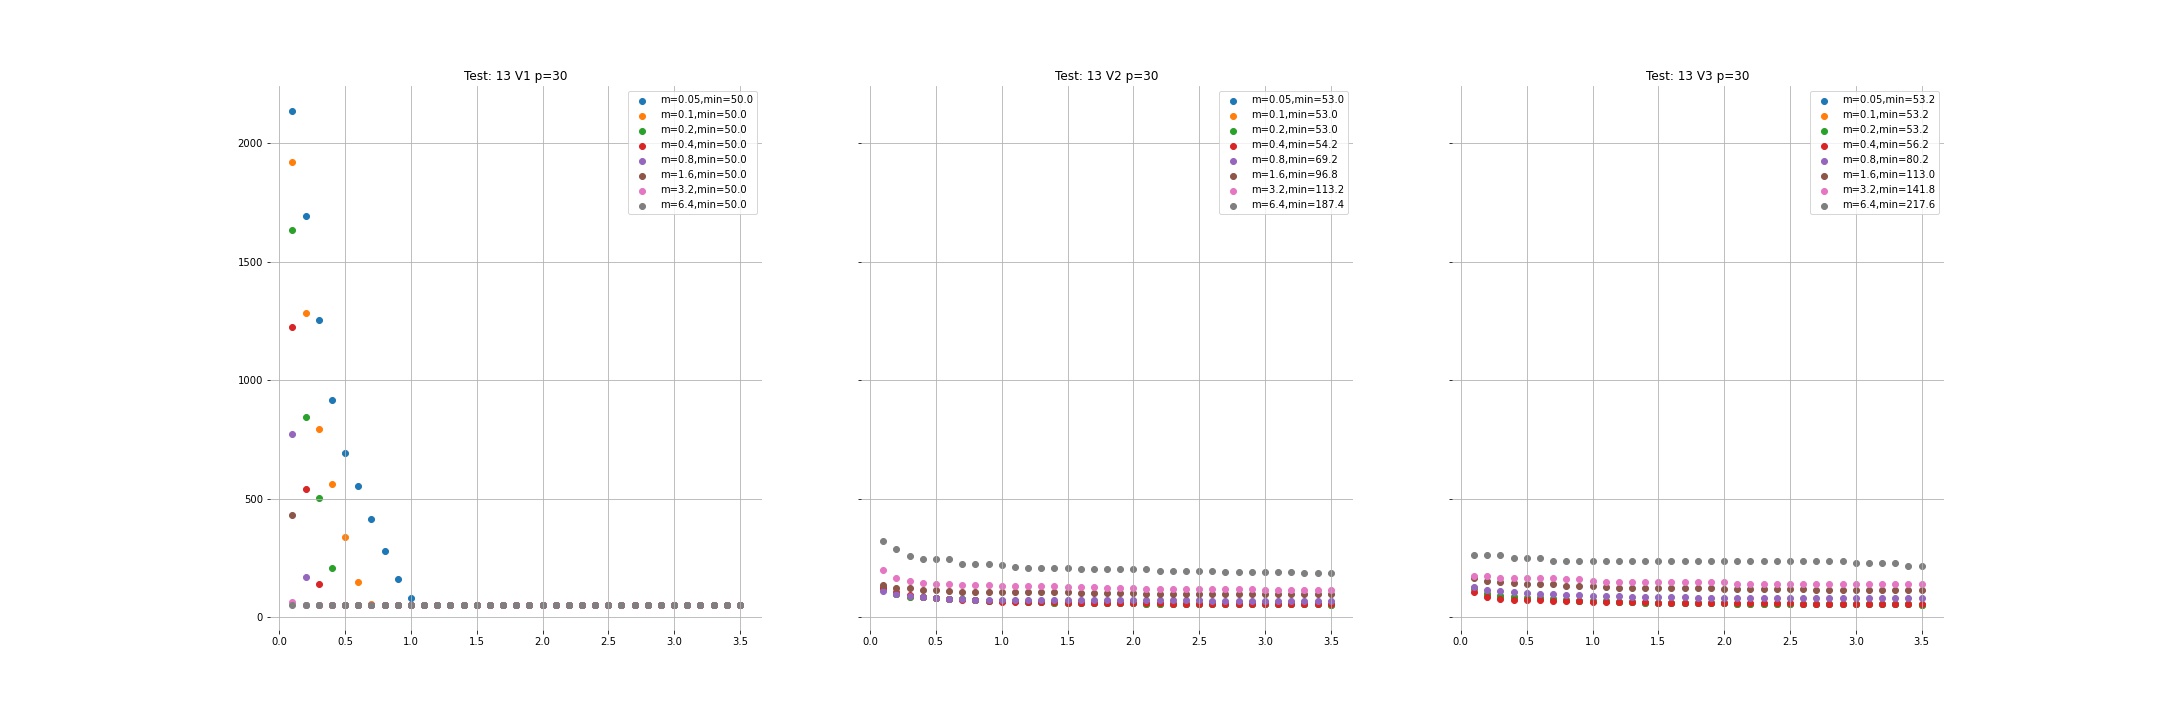 Test: 13 V1 p=30
m=0.05,min=50.0
m=0.1,min=50.0
m=0.2,min=50.0
m=0.4,min=50.0
m=0.8,min=50.0
m=1.6,min=50.0
m=3.2,min=50.0
m=6.4,min=50.0
2000
1500
1000
500
0
0.0 0.5 1.0 1.5 2.0 2.5 3.0 3.5
Test: 13 V2 p=30
m=0.05,min=53.0
m=0.1,min=53.0
m=0.2,min=53.0
m=0.4,min=54.2
m=0.8,min=69.2
m=1.6,min=96.8
m=3.2,min=113.2
m=6.4,min=187.4
0.0 0.5 1.0 1.5 2.0 2.5 3.0 3.5
Test: 13 V3 p=30
m=0.05,min=53.2
m=0.1,min=53.2
m=0.2,min=53.2
m=0.4,min=56.2
m=0.8,min=80.2
m=1.6,min=113.0
m=3.2,min=141.8
m=6.4,min=217.6
0.0 0.5 1.0 1.5 2.0 2.5 3.0 3.5